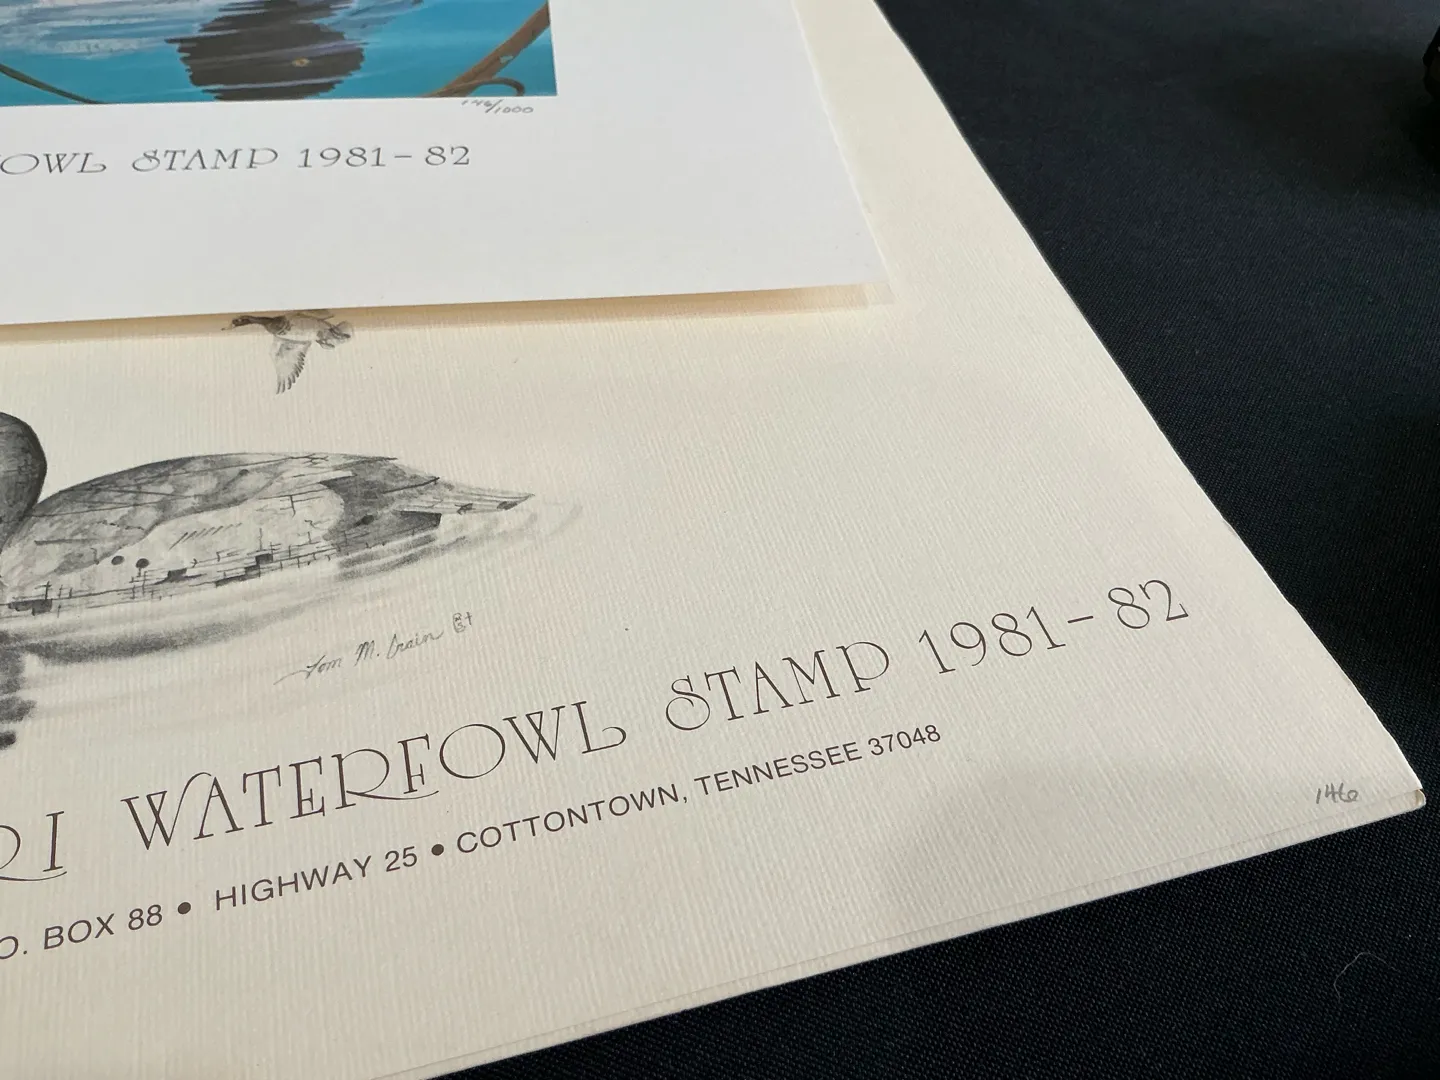 146/1000
OWL STAMP 1981-82
Tom M. Crain
RI WATERFOWL STAMP 1981-82
O. BOX 88 • HIGHWAY 25 • COTTONTOWN, TENNESSEE 37048
146